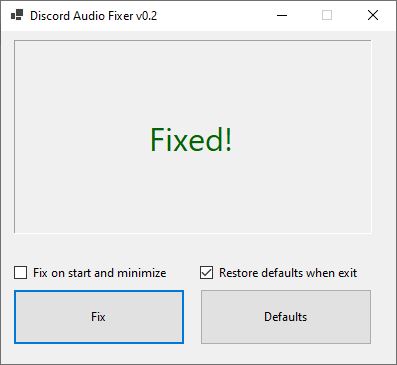 Discord Audio Fixer v0.2
Fixed!
Fix on start and minimize
Restore defaults when exit
Fix
Defaults